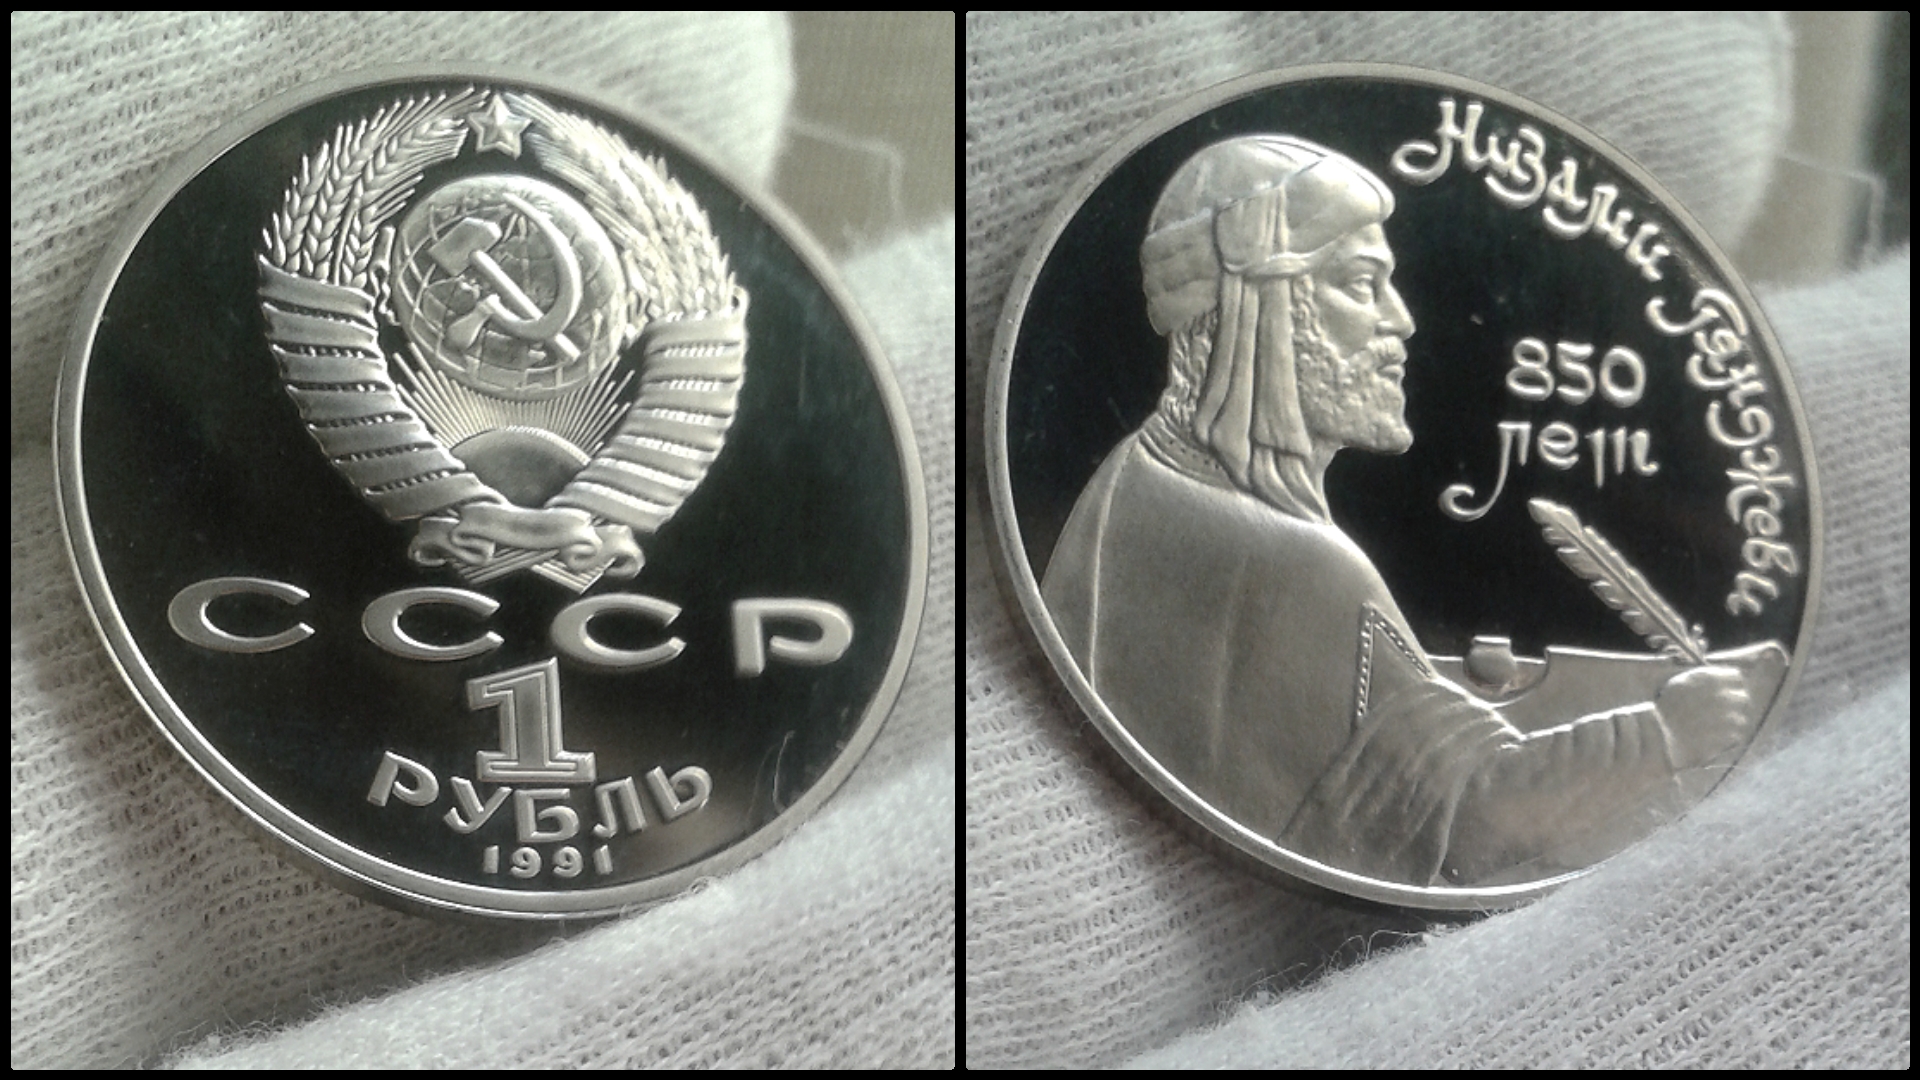 СССР
1
РУБЛЬ
1991
Низами Гянджеви
850
лет